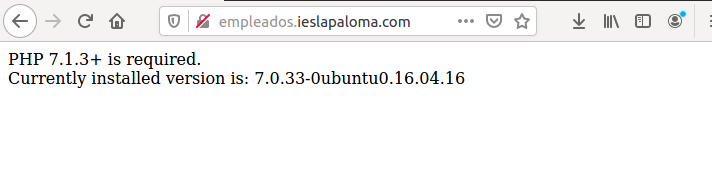 empleados.ieslapaloma.com
PHP 7.1.3+ is required.
Currently installed version is: 7.0.33-0ubuntu0.16.04.16